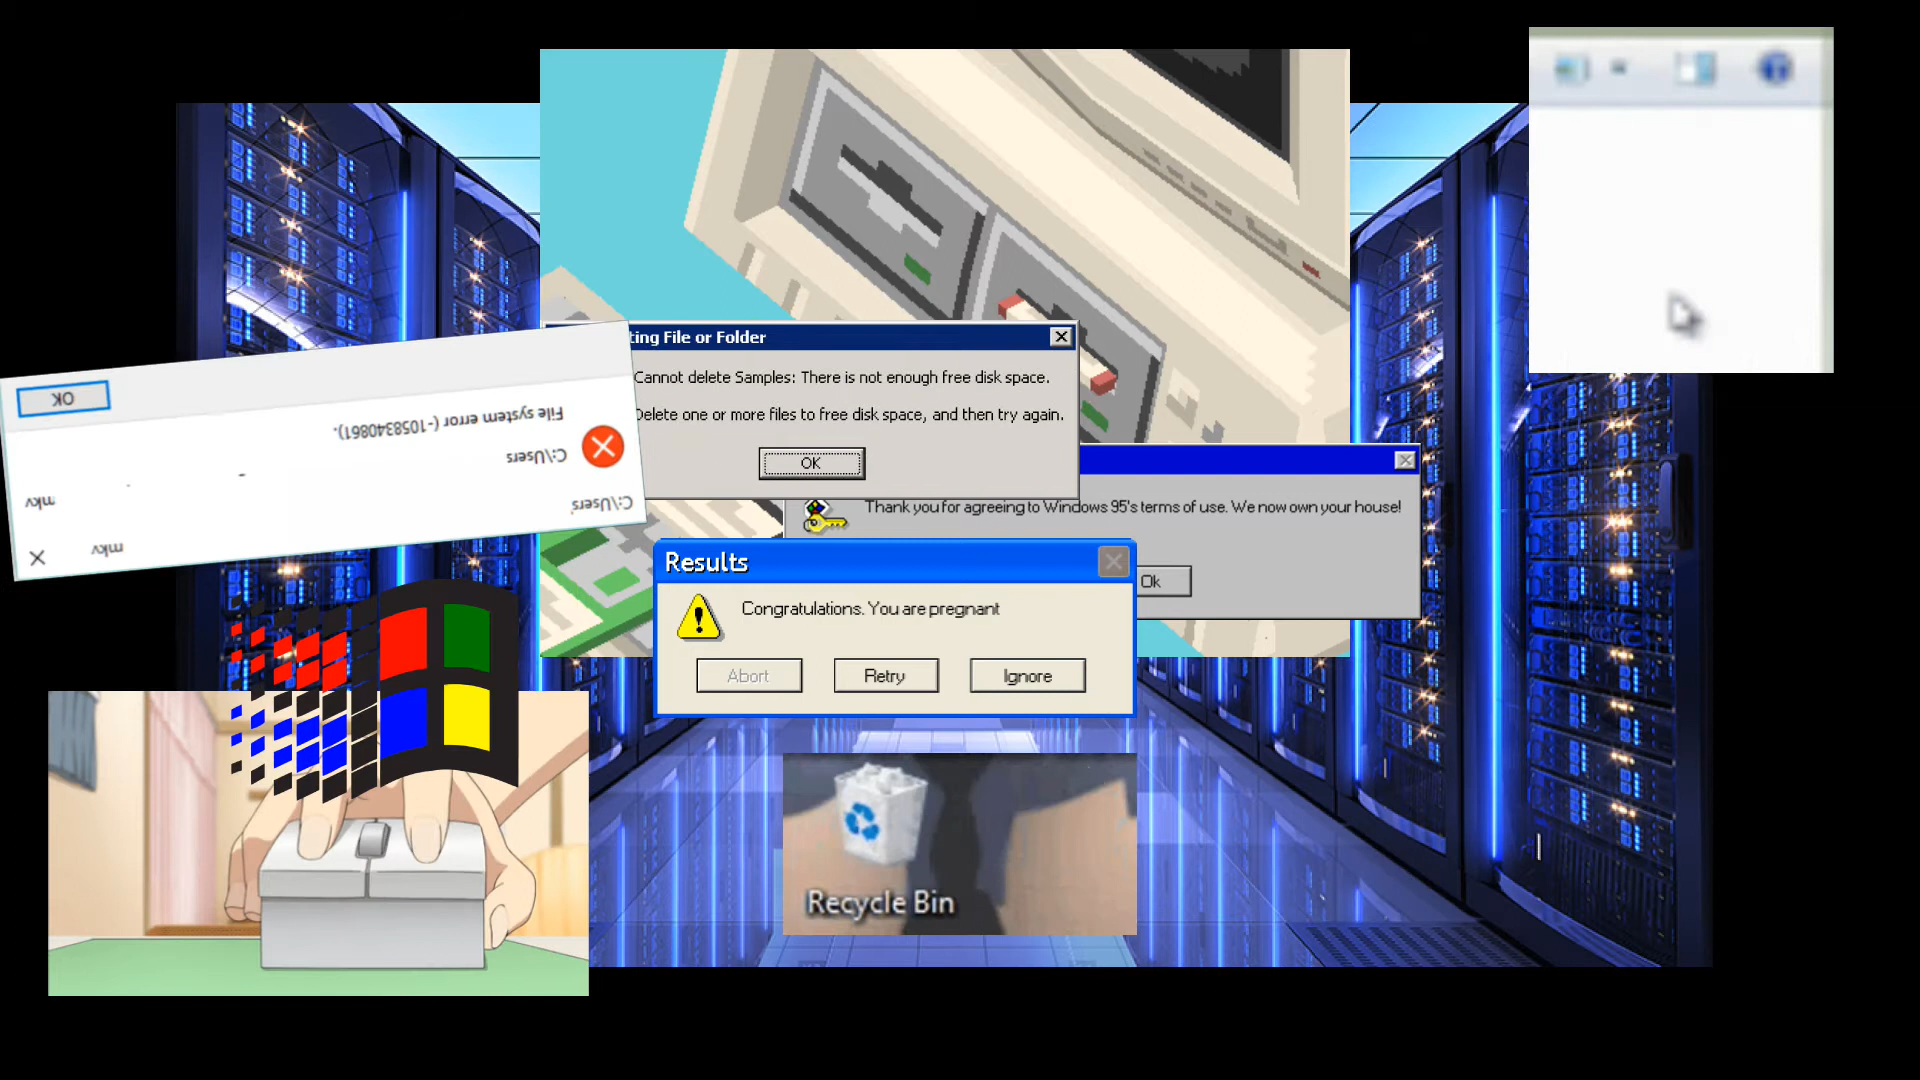 ting File or Folder
Cannot delete Samples: There is not enough free disk space.
Delete one or more files to free disk space, and then try again.
OK
mkv
C:\Users
mkv
C:\Users
File system error (-1058340861).
OK
Thank you for agreeing to Windows 95's terms of use. We now own your house!
Ok
Results
Congratulations. You are pregnant
Abort
Retry
Ignore
Recycle Bin